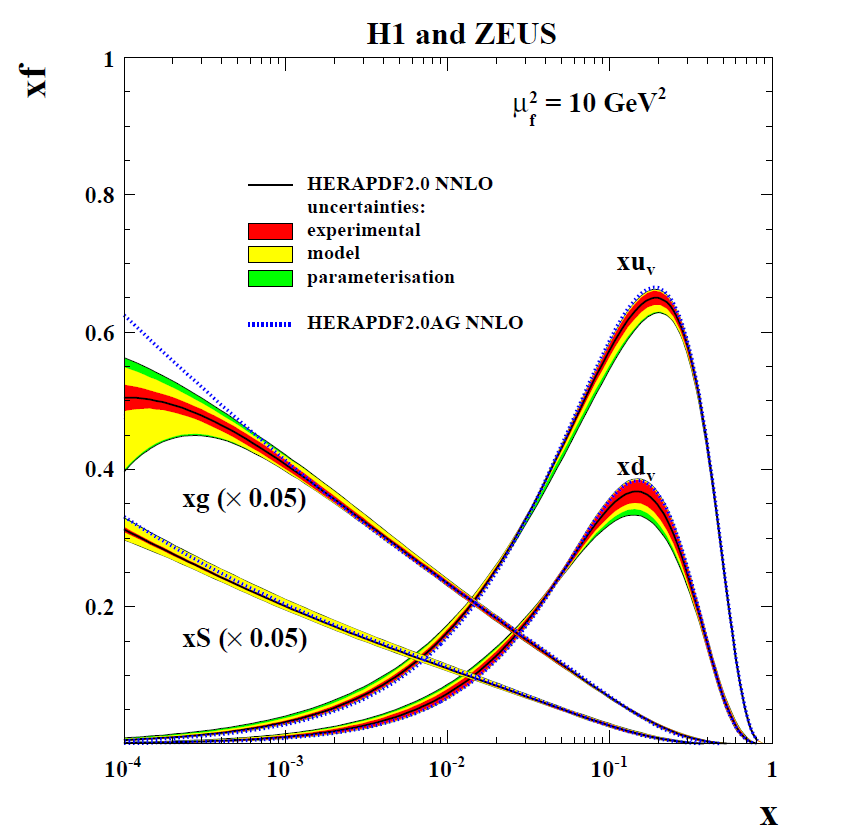 H1 and ZEUS
xf
1
μf² = 10 GeV²
HERAPDF2.0 NNLO
uncertainties:
experimental
model
parameterisation
HERAPDF2.0AG NNLO
0.8
xuv
0.6
xdv
0.4
xg (× 0.05)
0.2
xS (× 0.05)
10⁻⁴ 10⁻³ 10⁻² 10⁻¹ 1
x